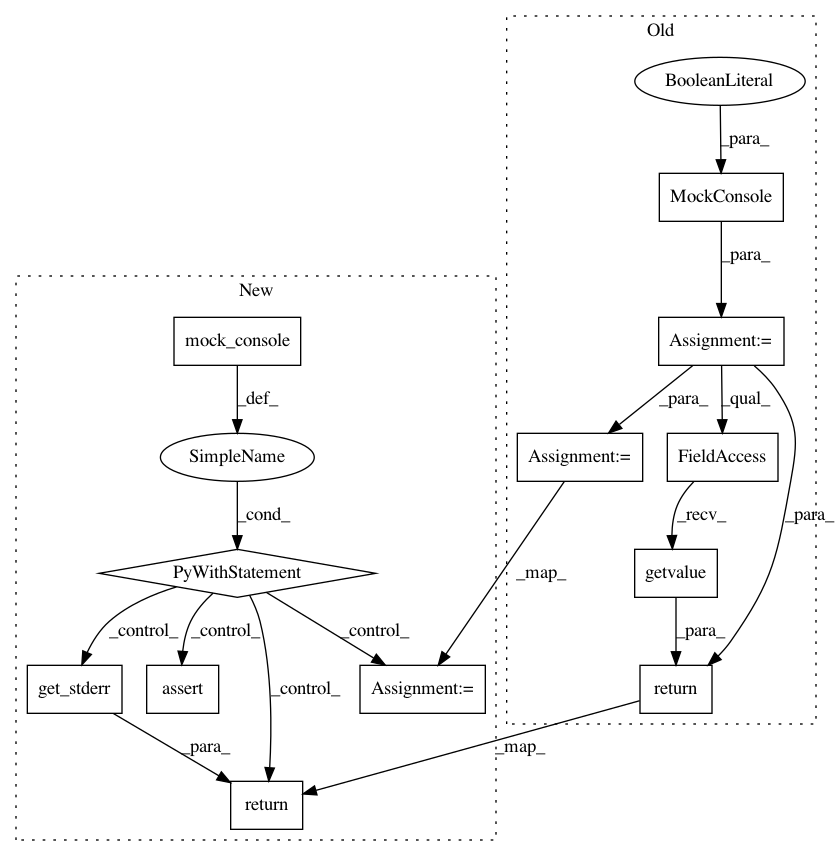 Old
BooleanLiteral
_para_
MockConsole
_para_
New
mock_console
Assignment:=
_def_
_para_
_qual_
SimpleName
Assignment:=
FieldAccess
_cond_
_recv_
_para_
PyWithStatement
_map_
getvalue
_control_
_control_
_control_
_para_
get_stderr
assert
_control_
Assignment:=
return
_para_
_map_
return